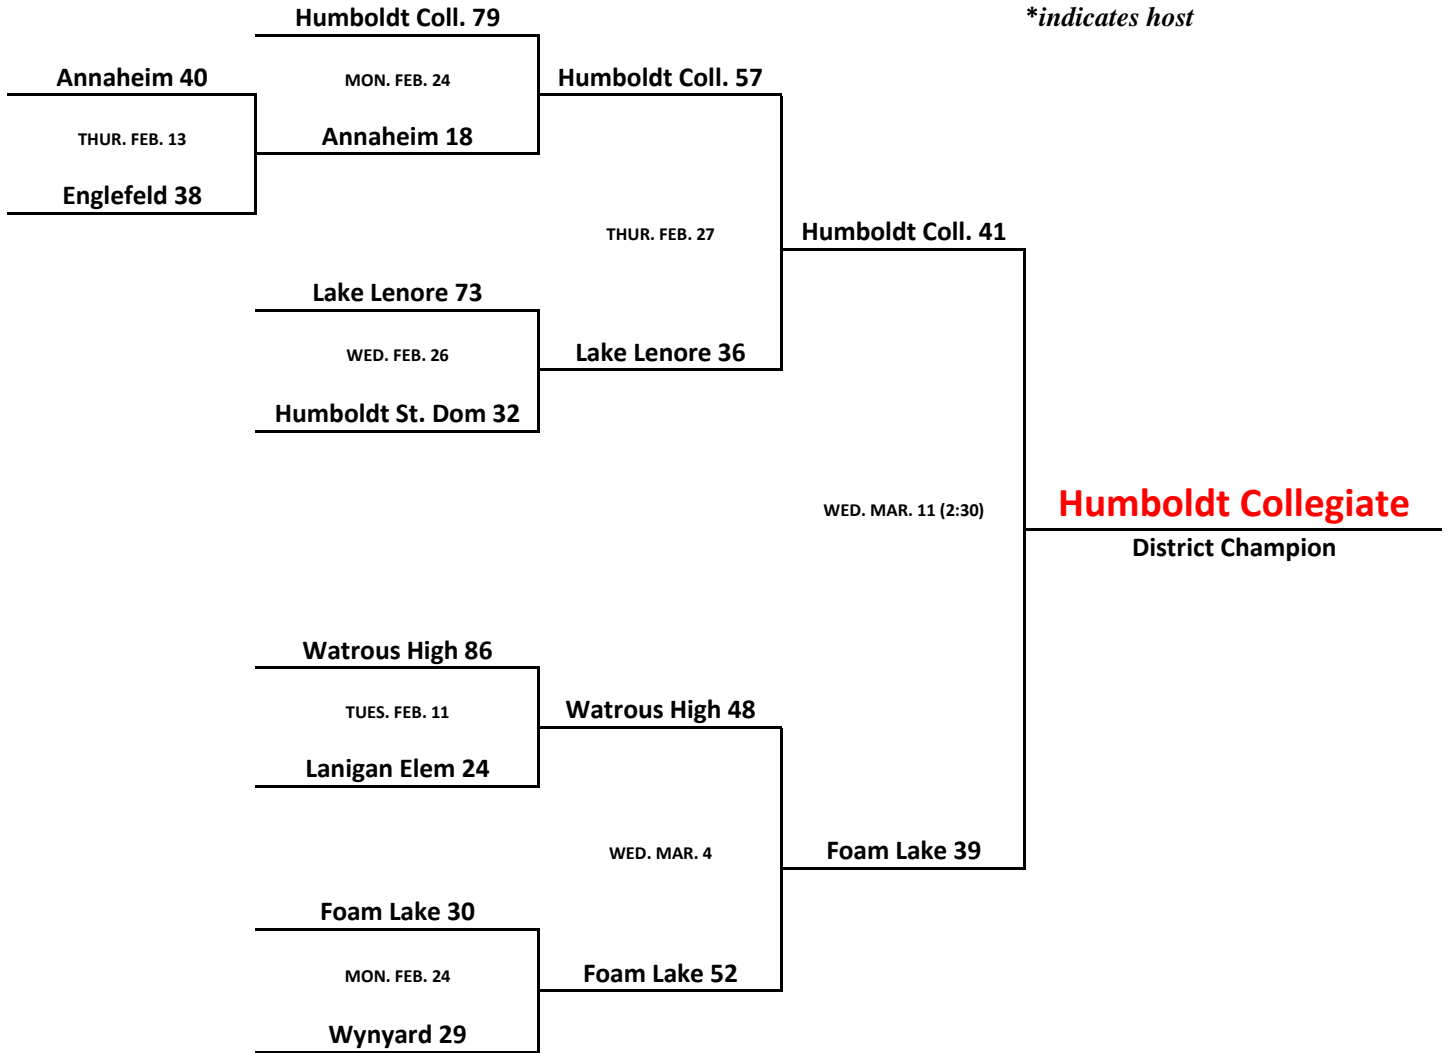 Humboldt Coll. 79
*indicates host
Annaheim 40
MON. FEB. 24
Humboldt Coll. 57
THUR. FEB. 13
Annaheim 18
Englefeld 38
THUR. FEB. 27
Humboldt Coll. 41
Lake Lenore 73
WED. FEB. 26
Lake Lenore 36
Humboldt St. Dom 32
WED. MAR. 11 (2:30)
Humboldt Collegiate
District Champion
Watrous High 86
TUES. FEB. 11
Watrous High 48
Lanigan Elem 24
WED. MAR. 4
Foam Lake 39
Foam Lake 30
MON. FEB. 24
Foam Lake 52
Wynyard 29